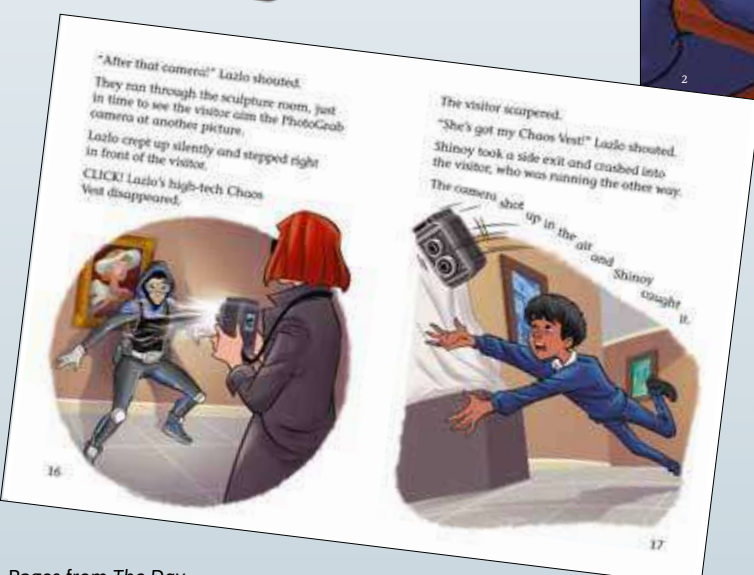 2
"After that camera!" Lazlo shouted.
They ran through the sculpture room, just
in time to see the visitor aim the PhotoGrab
camera at another picture.
Lazlo crept up silently and stepped right
in front of the visitor.
CLICK! Lazlo's high-tech Chaos
Vest disappeared.
16
The visitor scarpered.
"She's got my Chaos Vest!" Lazlo shouted.
Shinoy took a side exit and crashed into
the visitor, who was running the other way.
The camera shot up in the air and Shinoy caught it.
17
Pages from The Day